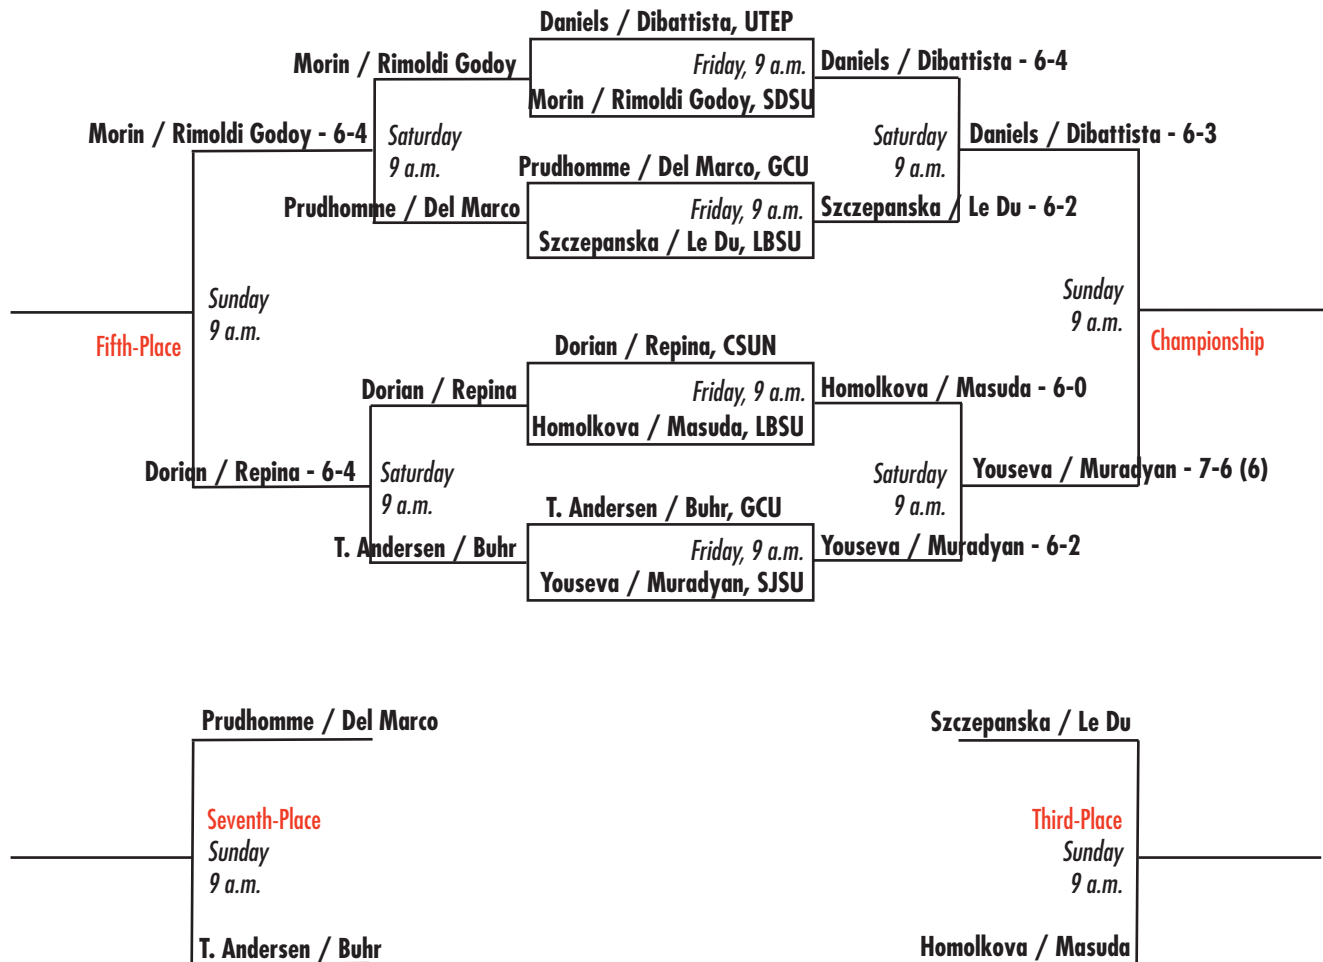 Daniels / Dibattista, UTEP
Morin / Rimoldi Godoy
Friday, 9 a.m.
Daniels / Dibattista - 6-4
Morin / Rimoldi Godoy, SDSU
Morin / Rimoldi Godoy - 6-4
Saturday
9 a.m.
Saturday
9 a.m.
Daniels / Dibattista - 6-3
Prudhomme / Del Marco, GCU
Prudhomme / Del Marco
Friday, 9 a.m.
Szczepanska / Le Du - 6-2
Szczepanska / Le Du, LBSU
Sunday
9 a.m.
Sunday
9 a.m.
Fifth-Place
Championship
Dorian / Repina, CSUN
Dorian / Repina
Friday, 9 a.m.
Homolkova / Masuda - 6-0
Homolkova / Masuda, LBSU
Dorian / Repina - 6-4
Saturday
9 a.m.
Saturday
9 a.m.
Youseva / Muradyan - 7-6 (6)
T. Andersen / Buhr, GCU
T. Andersen / Buhr
Friday, 9 a.m.
Youseva / Muradyan - 6-2
Youseva / Muradyan, SJSU
Prudhomme / Del Marco
Seventh-Place
Sunday
9 a.m.
T. Andersen / Buhr
Szczepanska / Le Du
Third-Place
Sunday
9 a.m.
Homolkova / Masuda